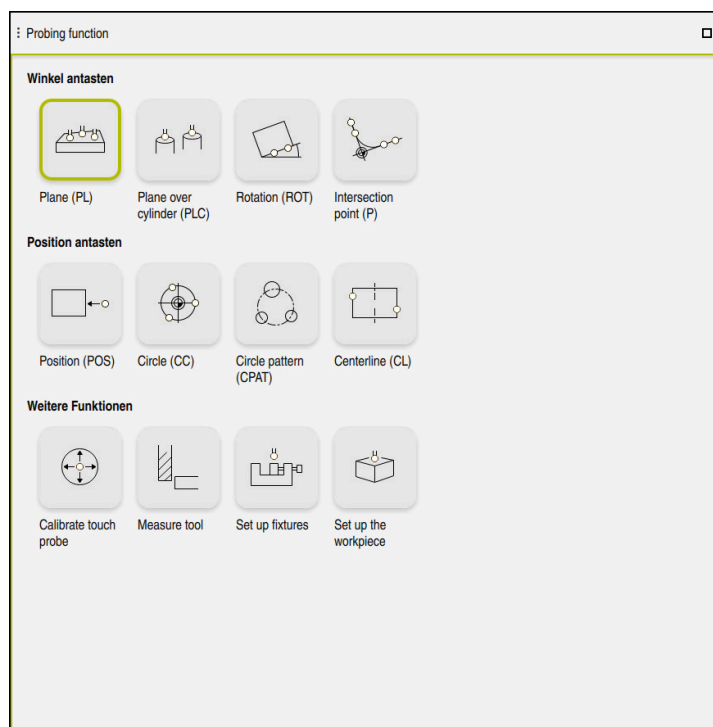 Probing function
Winkel antasten
Plane (PL)
Plane over
cylinder (PLC)
Rotation (ROT)
Intersection
point (P)
Position antasten
Position (POS)
Circle (CC)
Circle pattern
(CPAT)
Centerline (CL)
Weitere Funktionen
Calibrate touch
probe
Measure tool
Set up fixtures
Set up the
workpiece